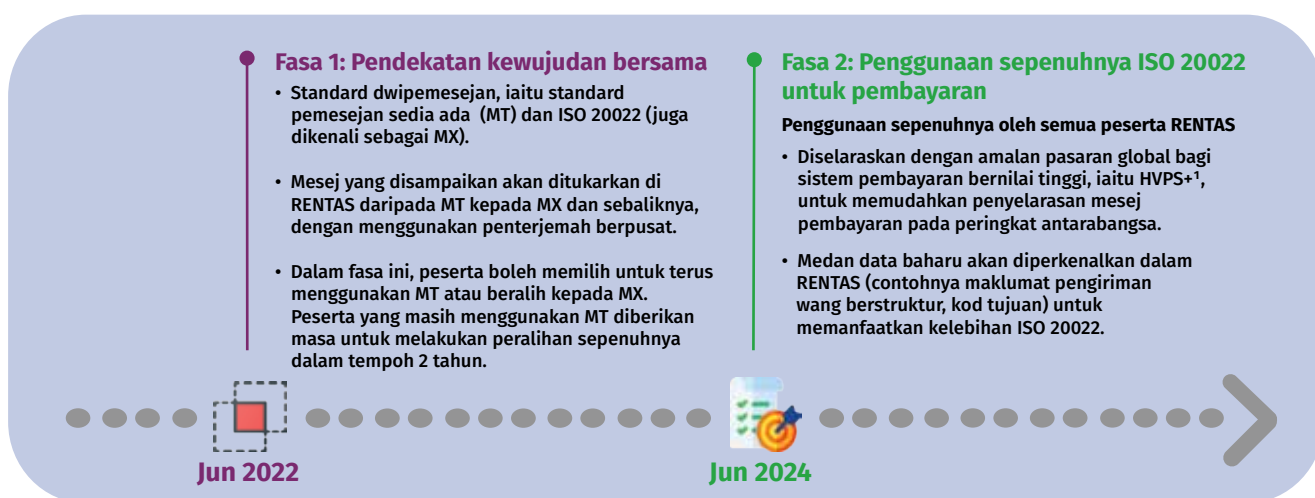 Fasa 1: Pendekatan kewujudan bersama
• Standard dwipemesejan, iaitu standard
pemesejan sedia ada (MT) dan ISO 20022 (juga
dikenali sebagai MX).
• Mesej yang disampaikan akan ditukarkan di
RENTAS daripada MT kepada MX dan sebaliknya,
dengan menggunakan penterjemah berpusat.
• Dalam fasa ini, peserta boleh memilih untuk terus
menggunakan MT atau beralih kepada MX.
Peserta yang masih menggunakan MT diberikan
masa untuk melakukan peralihan sepenuhnya
dalam tempoh 2 tahun.
Jun 2022
Fasa 2: Penggunaan sepenuhnya ISO 20022
untuk pembayaran
Penggunaan sepenuhnya oleh semua peserta RENTAS
• Diselaraskan dengan amalan pasaran global bagi
sistem pembayaran bernilai tinggi, iaitu HVPS+¹,
untuk memudahkan penyelarasan mesej
pembayaran pada peringkat antarabangsa.
• Medan data baharu akan diperkenalkan dalam
RENTAS (contohnya maklumat pengiriman
wang berstruktur, kod tujuan) untuk
memanfaatkan kelebihan ISO 20022.
Jun 2024